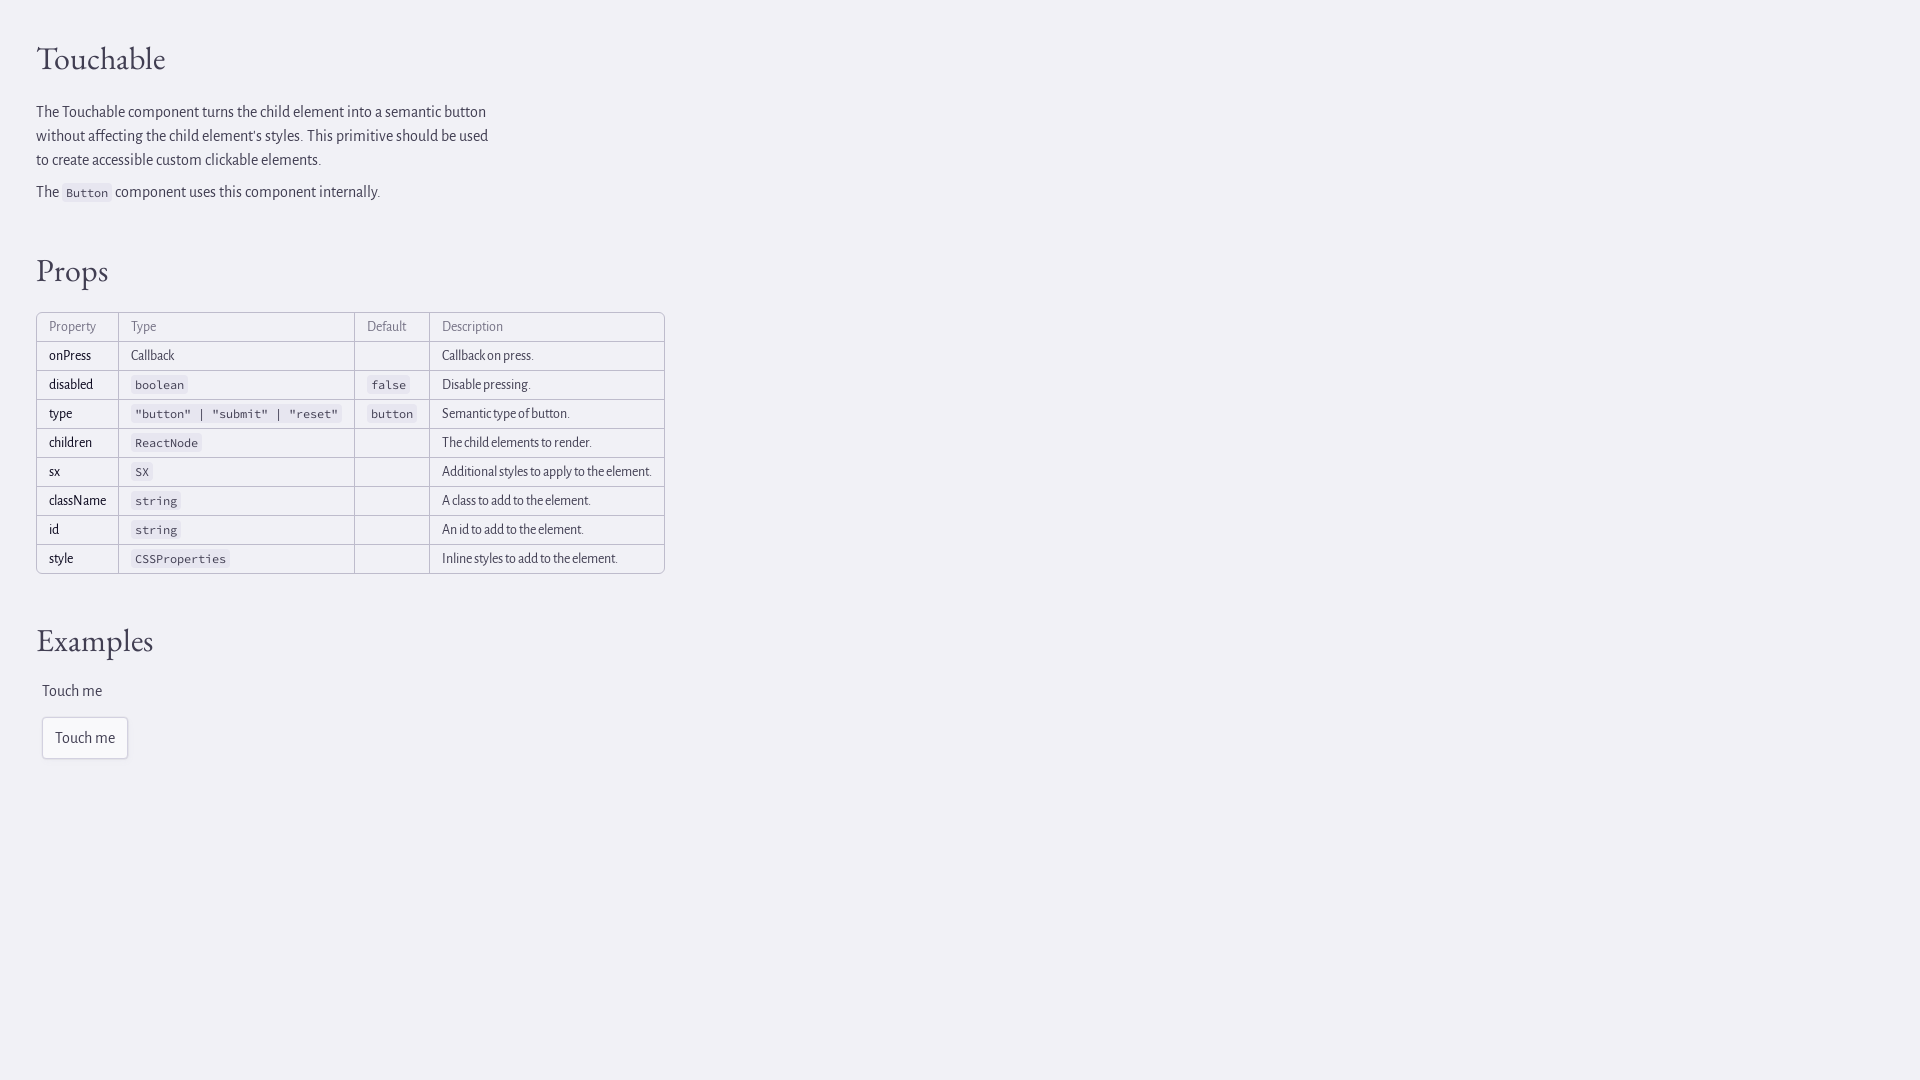 Touchable
The Touchable component turns the child element into a semantic button
without affecting the child element's styles. This primitive should be used
to create accessible custom clickable elements.
The Button component uses this component internally.
Props
Property Type Default Description
onPress Callback Callback on press.
disabled boolean false Disable pressing.
type "button" | "submit" | "reset" button Semantic type of button.
children ReactNode The child elements to render.
sx SX Additional styles to apply to the element.
className string A class to add to the element.
id string An id to add to the element.
style CSSProperties Inline styles to add to the element.
Examples
Touch me
Touch me